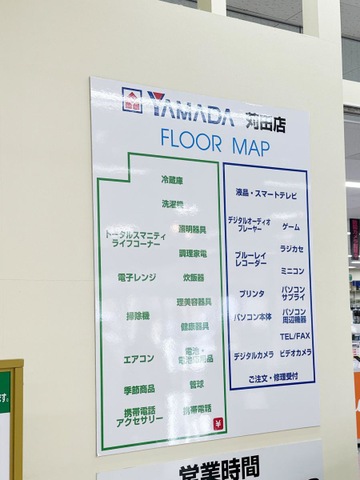 YAMADA 苅田店
FLOOR MAP
冷蔵庫
洗濯機
照明器具
トータルスマニティ
ライフコーナー
調理家電
電子レンジ
炊飯器
理美容器具
掃除機
健康器具
エアコン
電池・
電池応用品
季節商品
管球
携帯電話
アクセサリー
携帯電話
¥
液晶・スマートテレビ
デジタルオーディオ
プレーヤー
ゲーム
ラジカセ
ブルーレイ
レコーダー
ミニコン
プリンタ
パソコン
サプライ
パソコン本体
パソコン
周辺機器
TEL/FAX
デジタルカメラ
ビデオカメラ
ご注文・修理受付
営業時間